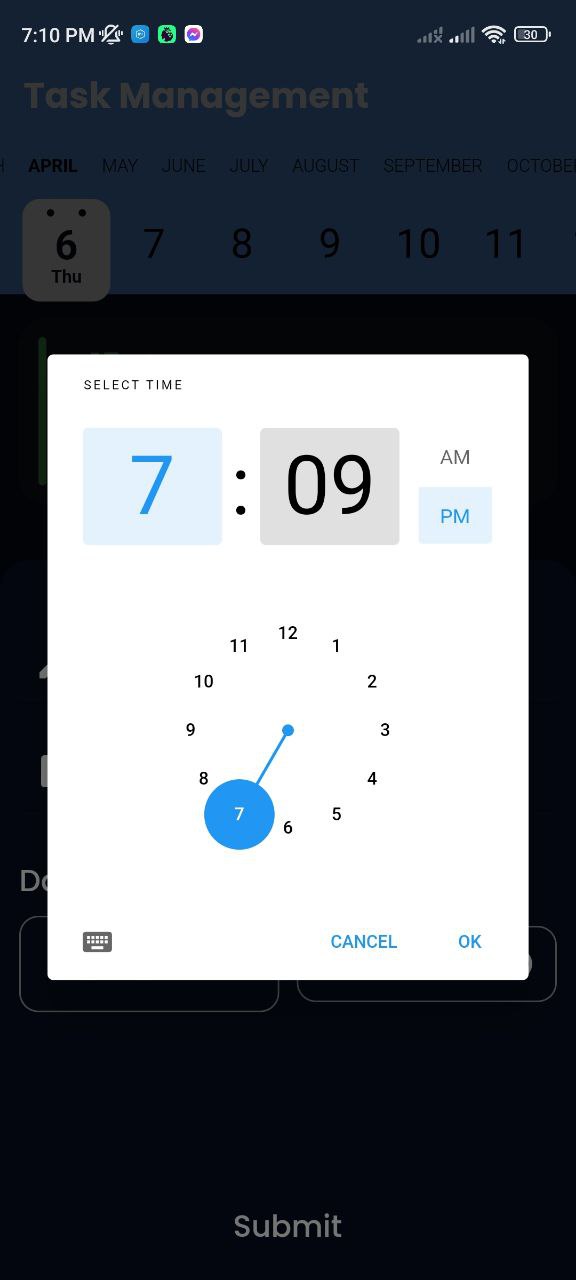 7:10 PM 30
Task Management
H APRIL MAY JUNE JULY AUGUST SEPTEMBER OCTOBE
6 7 8 9 10 11
Thu
SELECT TIME
7 : 09
AM
PM
12
11 1
10 2
9 3
8 4
7 5
6
CANCEL OK
Submit